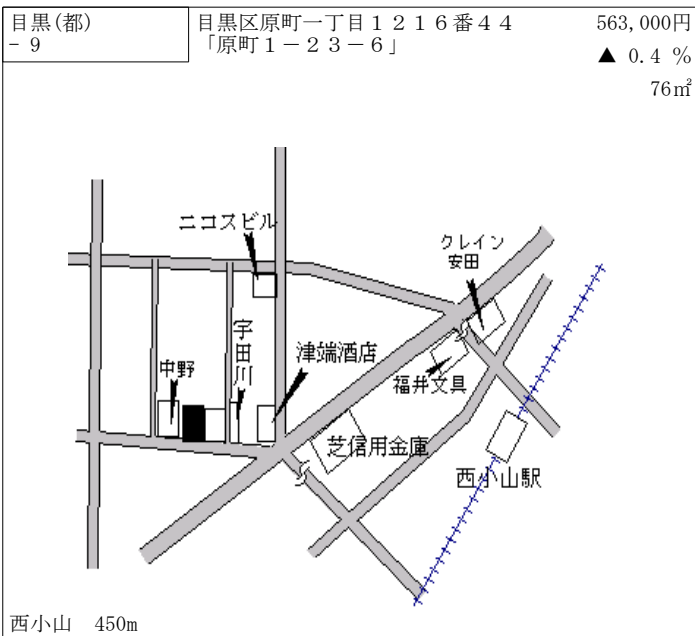 目黒(都)
- 9
目黒区原町一丁目１２１６番４４
「原町１－２３－６」
563,000円
▲ 0.4 %
76㎡
ニコスビル
クレイン
安田
宇田川
津端酒店
中野
福井文具
芝信用金庫
西小山駅
西小山 450m